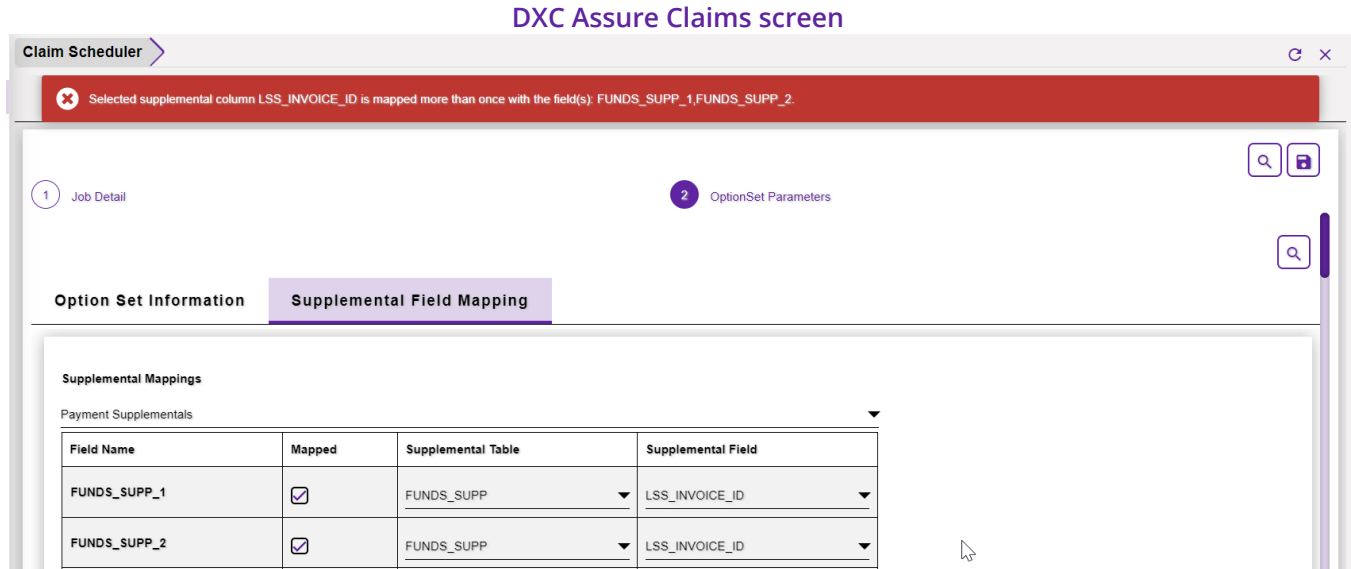 DXC Assure Claims screen
Claim Scheduler
Selected supplemental column LSS_INVOICE_ID is mapped more than once with the field(s): FUNDS_SUPP_1,FUNDS_SUPP_2.
1 Job Detail 2 OptionSet Parameters
Option Set Information Supplemental Field Mapping
Supplemental Mappings
Payment Supplementals
Field Name Mapped Supplemental Table Supplemental Field
FUNDS_SUPP_1 FUNDS_SUPP LSS_INVOICE_ID
FUNDS_SUPP_2 FUNDS_SUPP LSS_INVOICE_ID